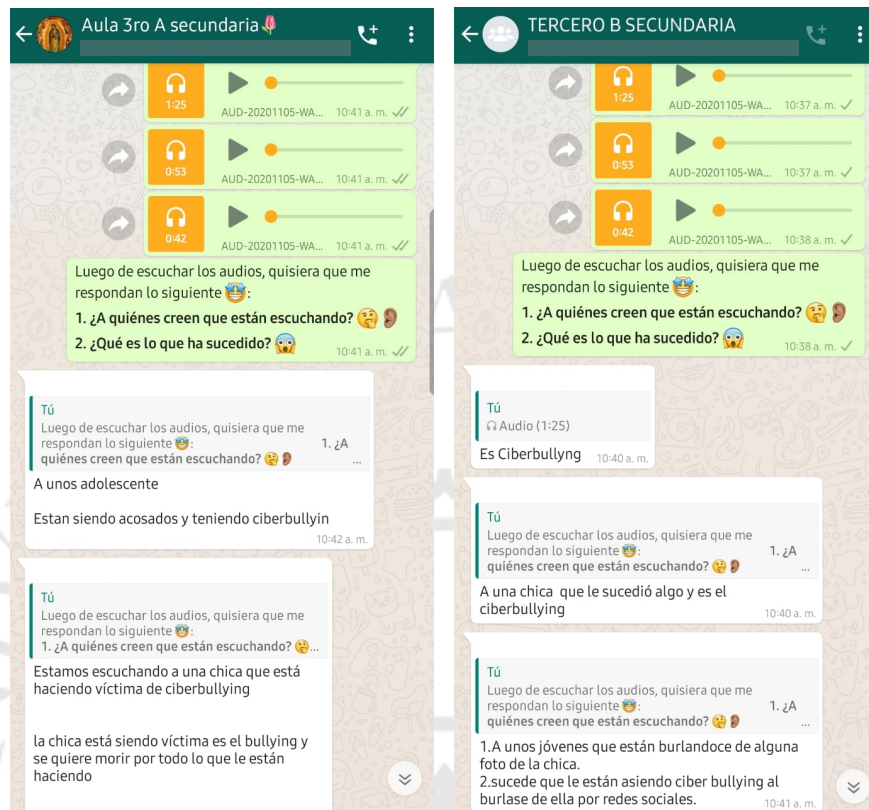 Aula 3ro A secundaria🌷
1:25
AUD-20201105-WA... 10:41 a. m.
0:53
AUD-20201105-WA... 10:41 a. m.
0:42
AUD-20201105-WA... 10:41 a. m.
Luego de escuchar los audios, quisiera que me
respondan lo siguiente 🤩:
1. ¿A quiénes creen que están escuchando? 🤔👂
2. ¿Qué es lo que ha sucedido? 😱
10:41 a. m.
Tú
Luego de escuchar los audios, quisiera que me
respondan lo siguiente 🤩: 1. ¿A
quiénes creen que están escuchando? 🤔👂 ...
A unos adolescente
Estan siendo acosados y teniendo ciberbullyin
10:42 a. m.
Tú
Luego de escuchar los audios, quisiera que me
respondan lo siguiente 🤩:
1. ¿A quiénes creen que están escuchando? 🤔...
Estamos escuchando a una chica que está
haciendo víctima de ciberbullying
la chica está siendo víctima es el bullying y
se quiere morir por todo lo que le están
haciendo
TERCERO B SECUNDARIA
1:25
AUD-20201105-WA... 10:37 a. m.
0:53
AUD-20201105-WA... 10:37 a. m.
0:42
AUD-20201105-WA... 10:38 a. m.
Luego de escuchar los audios, quisiera que me
respondan lo siguiente 🤩:
1. ¿A quiénes creen que están escuchando? 🤔👂
2. ¿Qué es lo que ha sucedido? 😱
10:38 a. m.
Tú
Audio (1:25)
Es Ciberbullyng 10:40 a. m.
Tú
Luego de escuchar los audios, quisiera que me
respondan lo siguiente 🤩: 1. ¿A
quiénes creen que están escuchando? 🤔👂 ...
A una chica que le sucedió algo y es el
ciberbullying 10:40 a. m.
Tú
Luego de escuchar los audios, quisiera que me
respondan lo siguiente 🤩: 1. ¿A
quiénes creen que están escuchando? 🤔👂 ...
1.A unos jóvenes que están burlandoce de alguna
foto de la chica.
2.sucede que le están asiendo ciber bullying al
burlase de ella por redes sociales. 10:41 a. m.